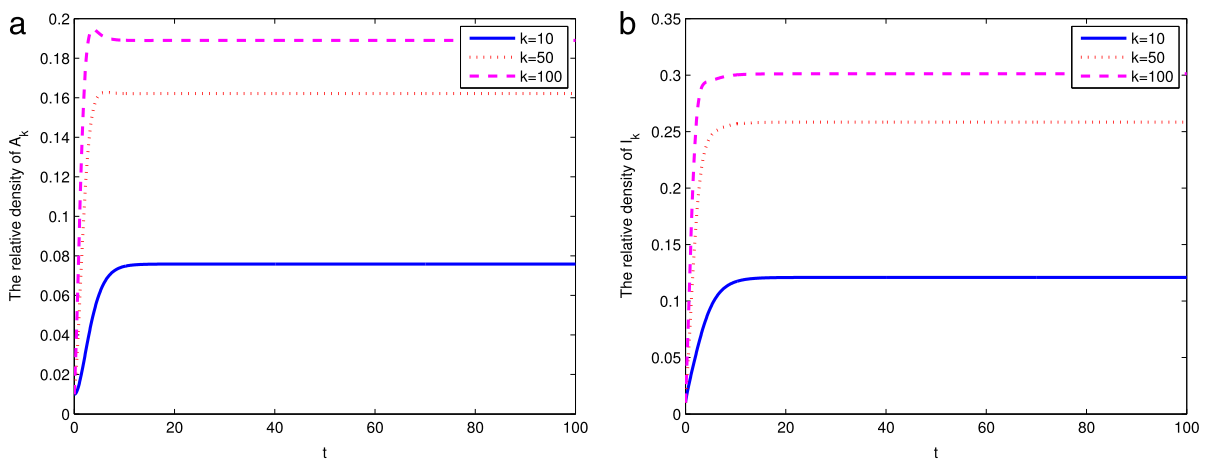 a
0.2
0.18
0.16
0.14
0.12
0.1
0.08
0.06
0.04
0.02
0
The relative density of A_k
0
20
40
60
80
100
t
k=10
k=50
k=100
b
0.35
0.3
0.25
0.2
0.15
0.1
0.05
0
The relative density of I_k
0
20
40
60
80
100
t
k=10
k=50
k=100